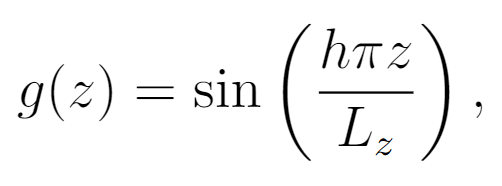 g(z) = sin(hπz / L_z),